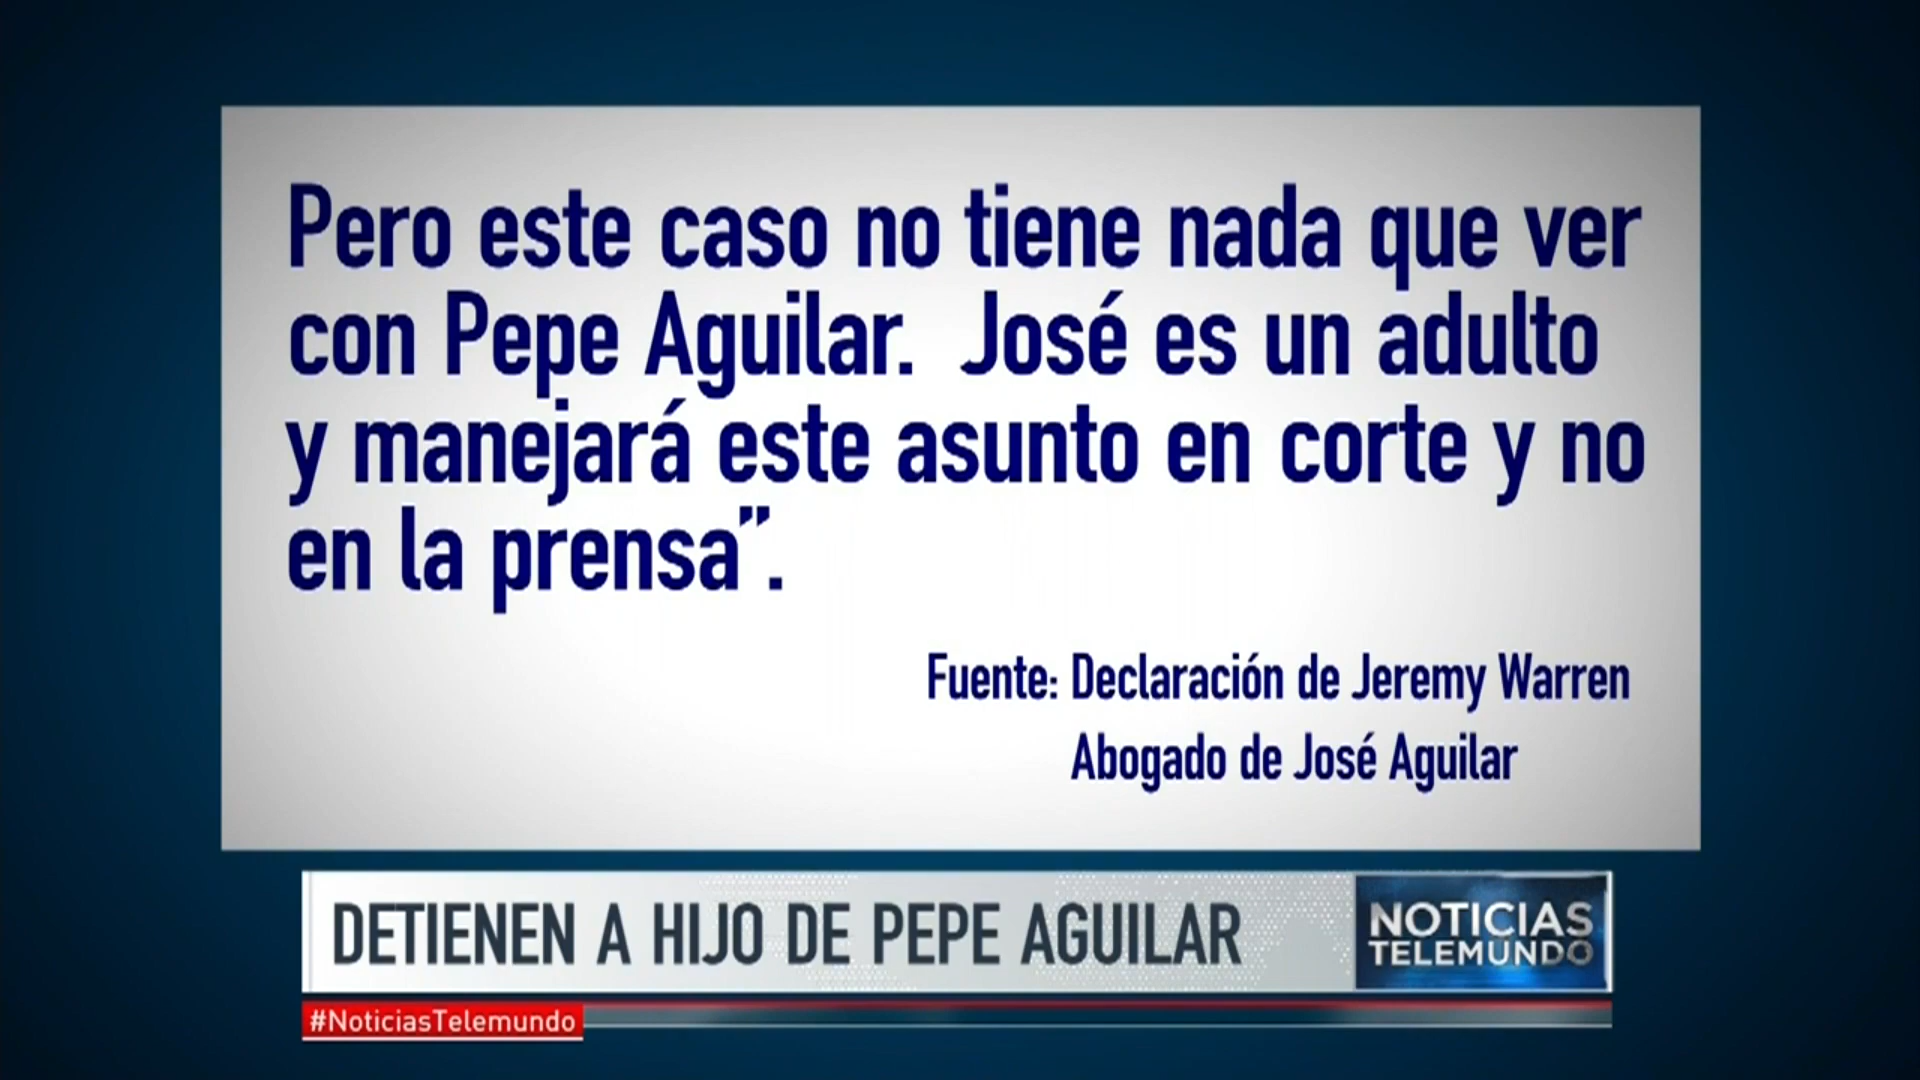 Pero este caso no tiene nada que ver
con Pepe Aguilar. José es un adulto
y manejará este asunto en corte y no
en la prensa”.
Fuente: Declaración de Jeremy Warren
Abogado de José Aguilar
DETIENEN A HIJO DE PEPE AGUILAR
NOTICIAS
TELEMUNDO
#NoticiasTelemundo